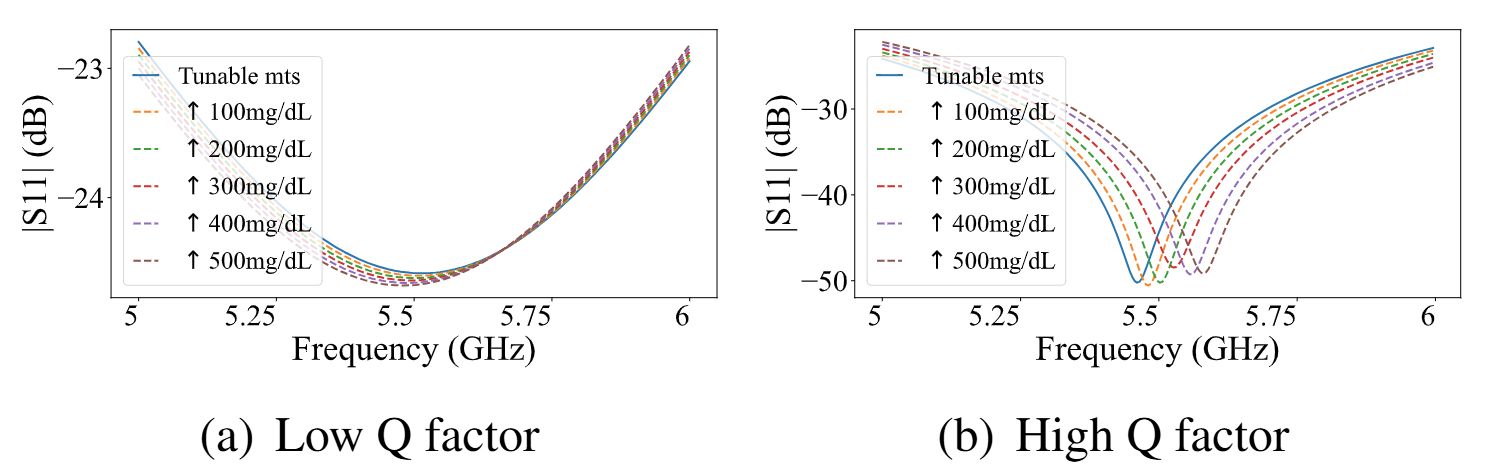 |S11| (dB)
−23
−24
Tunable mts
↑ 100mg/dL
↑ 200mg/dL
↑ 300mg/dL
↑ 400mg/dL
↑ 500mg/dL
5 5.25 5.5 5.75 6
Frequency (GHz)
(a) Low Q factor
|S11| (dB)
−30
−40
−50
Tunable mts
↑ 100mg/dL
↑ 200mg/dL
↑ 300mg/dL
↑ 400mg/dL
↑ 500mg/dL
5 5.25 5.5 5.75 6
Frequency (GHz)
(b) High Q factor